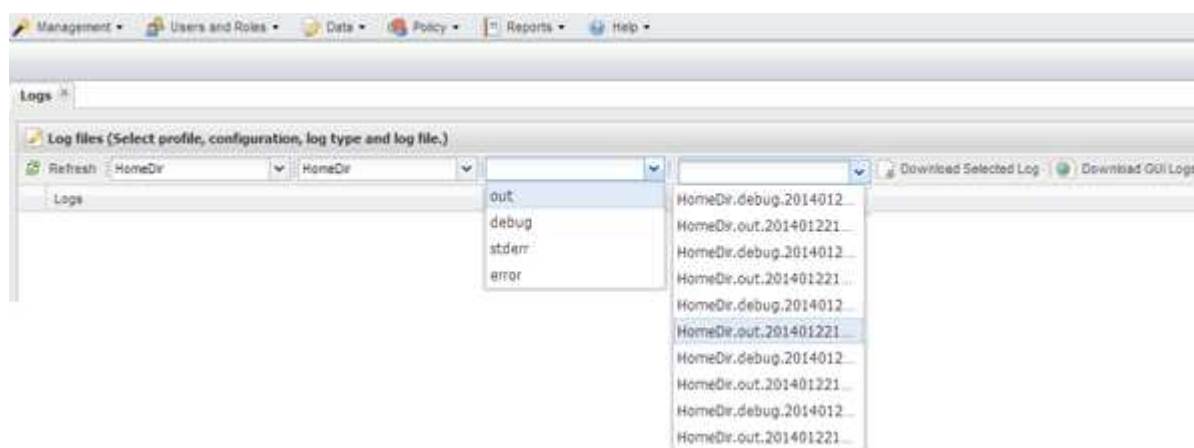 Management Users and Roles Data Policy Reports Help
Logs
Log files (Select profile, configuration, log type and log file.)
Refresh HomeDir HomeDir Download Selected Log Download GUI Logs
Logs
out
debug
stderr
error
HomeDir.debug.2014012...
HomeDir.out.201401221...
HomeDir.debug.2014012...
HomeDir.out.201401221...
HomeDir.debug.2014012...
HomeDir.out.201401221...
HomeDir.debug.2014012...
HomeDir.out.201401221...
HomeDir.debug.2014012...
HomeDir.out.201401221...